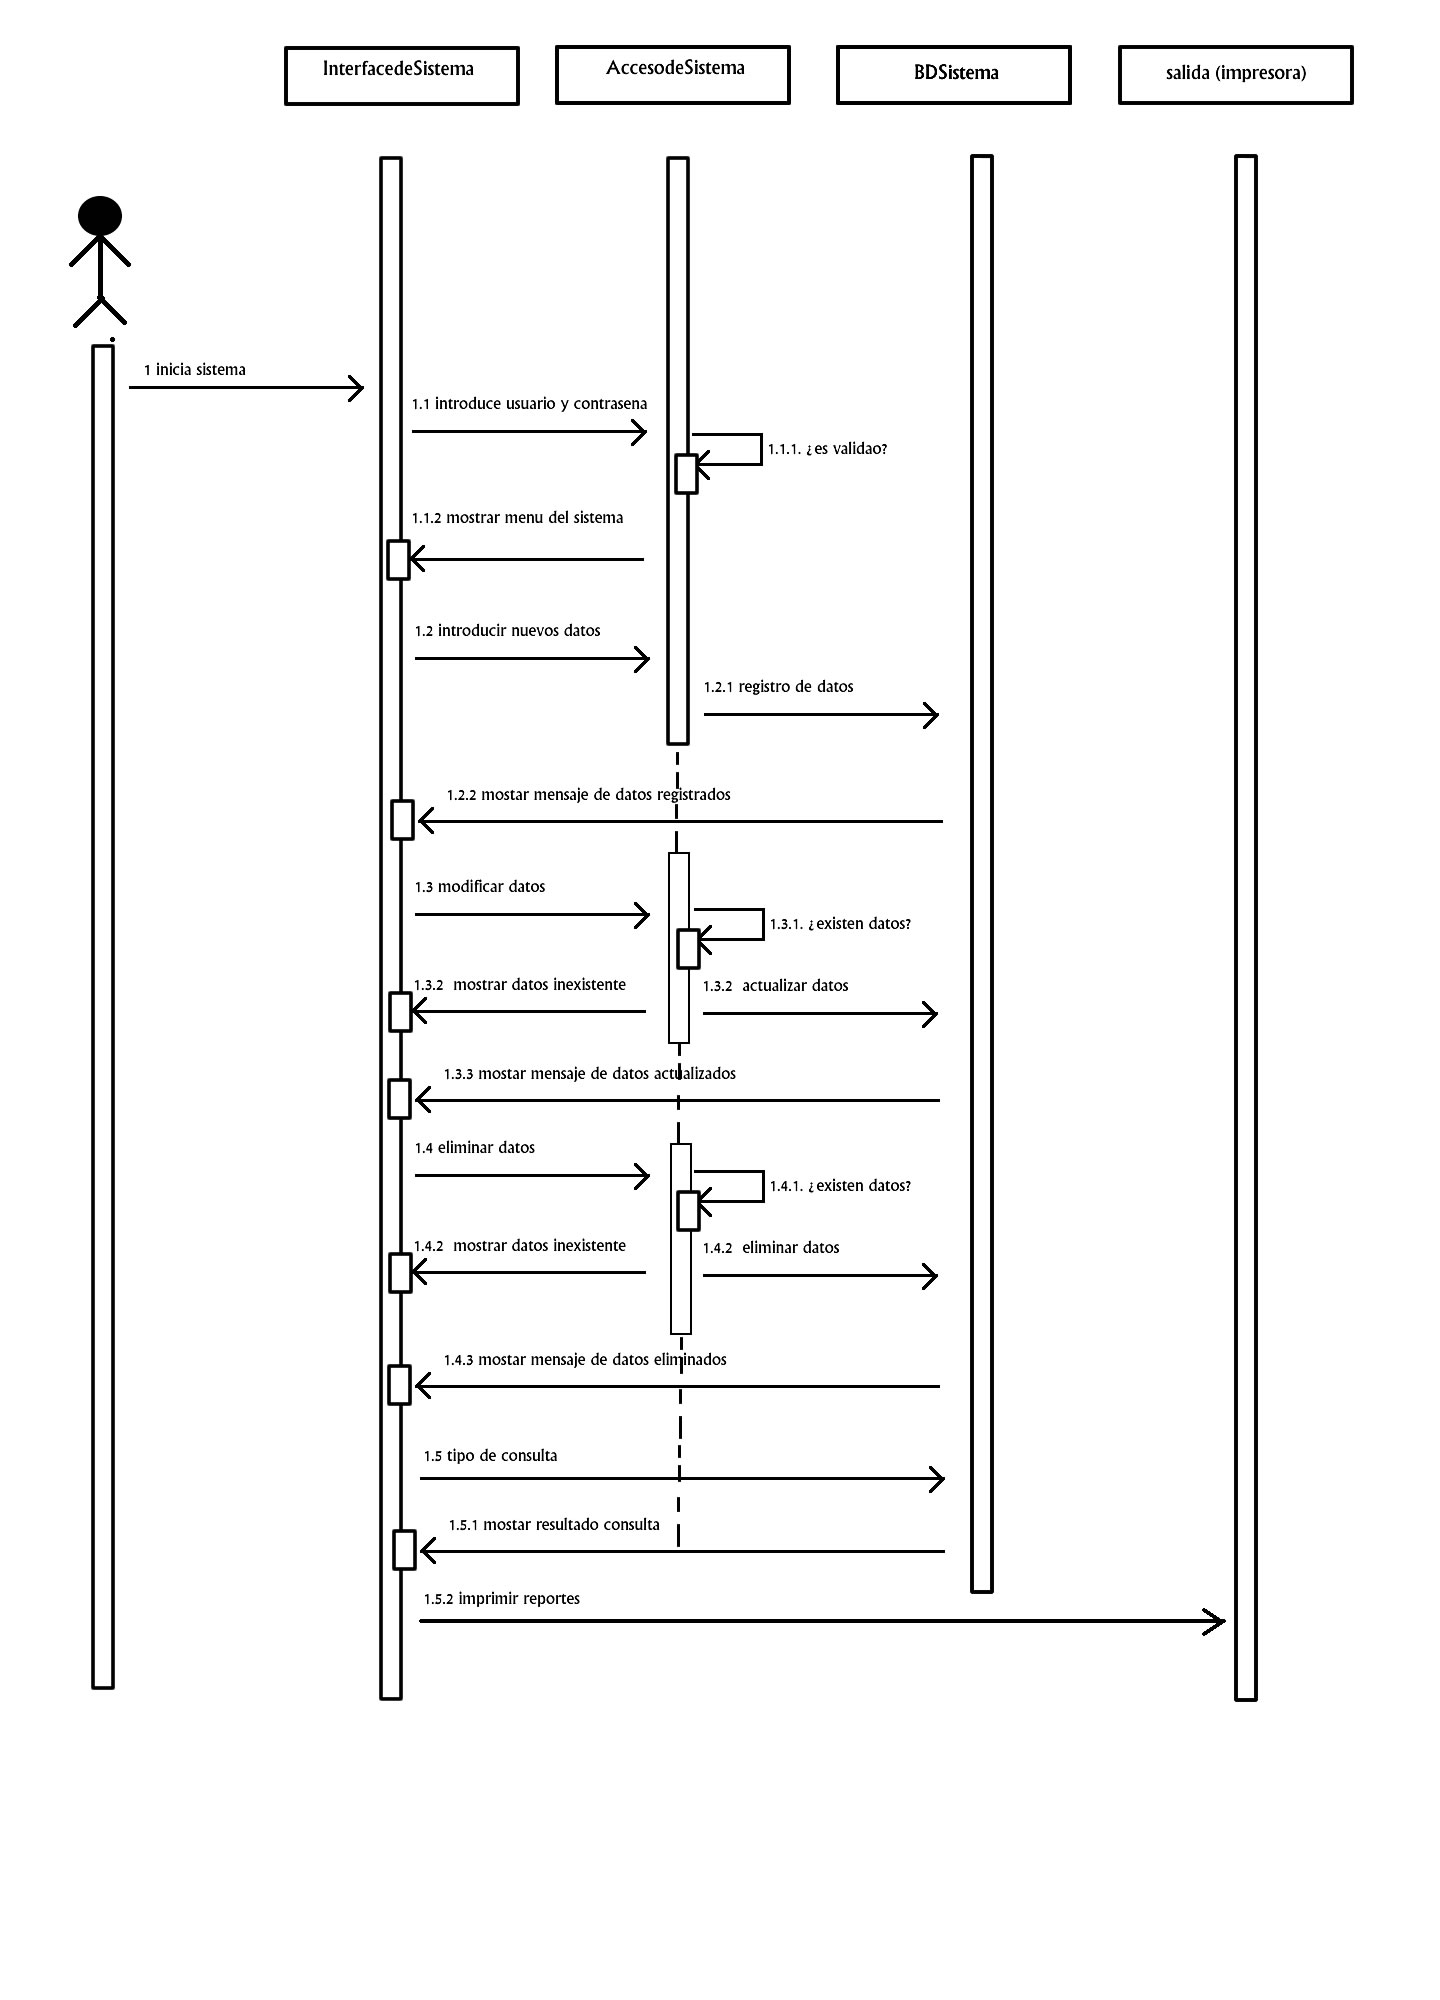 InterfacedeSistema
AccesodeSistema
BDSistema
salida (impresora)
1 inicia sistema
1.1 introduce usuario y contrasena
1.1.1. ¿es validao?
1.1.2 mostrar menu del sistema
1.2 introducir nuevos datos
1.2.1 registro de datos
1.2.2 mostar mensaje de datos registrados
1.3 modificar datos
1.3.1. ¿existen datos?
1.3.2 mostrar datos inexistente
1.3.2 actualizar datos
1.3.3 mostar mensaje de datos actualizados
1.4 eliminar datos
1.4.1. ¿existen datos?
1.4.2 mostrar datos inexistente
1.4.2 eliminar datos
1.4.3 mostar mensaje de datos eliminados
1.5 tipo de consulta
1.5.1 mostar resultado consulta
1.5.2 imprimir reportes